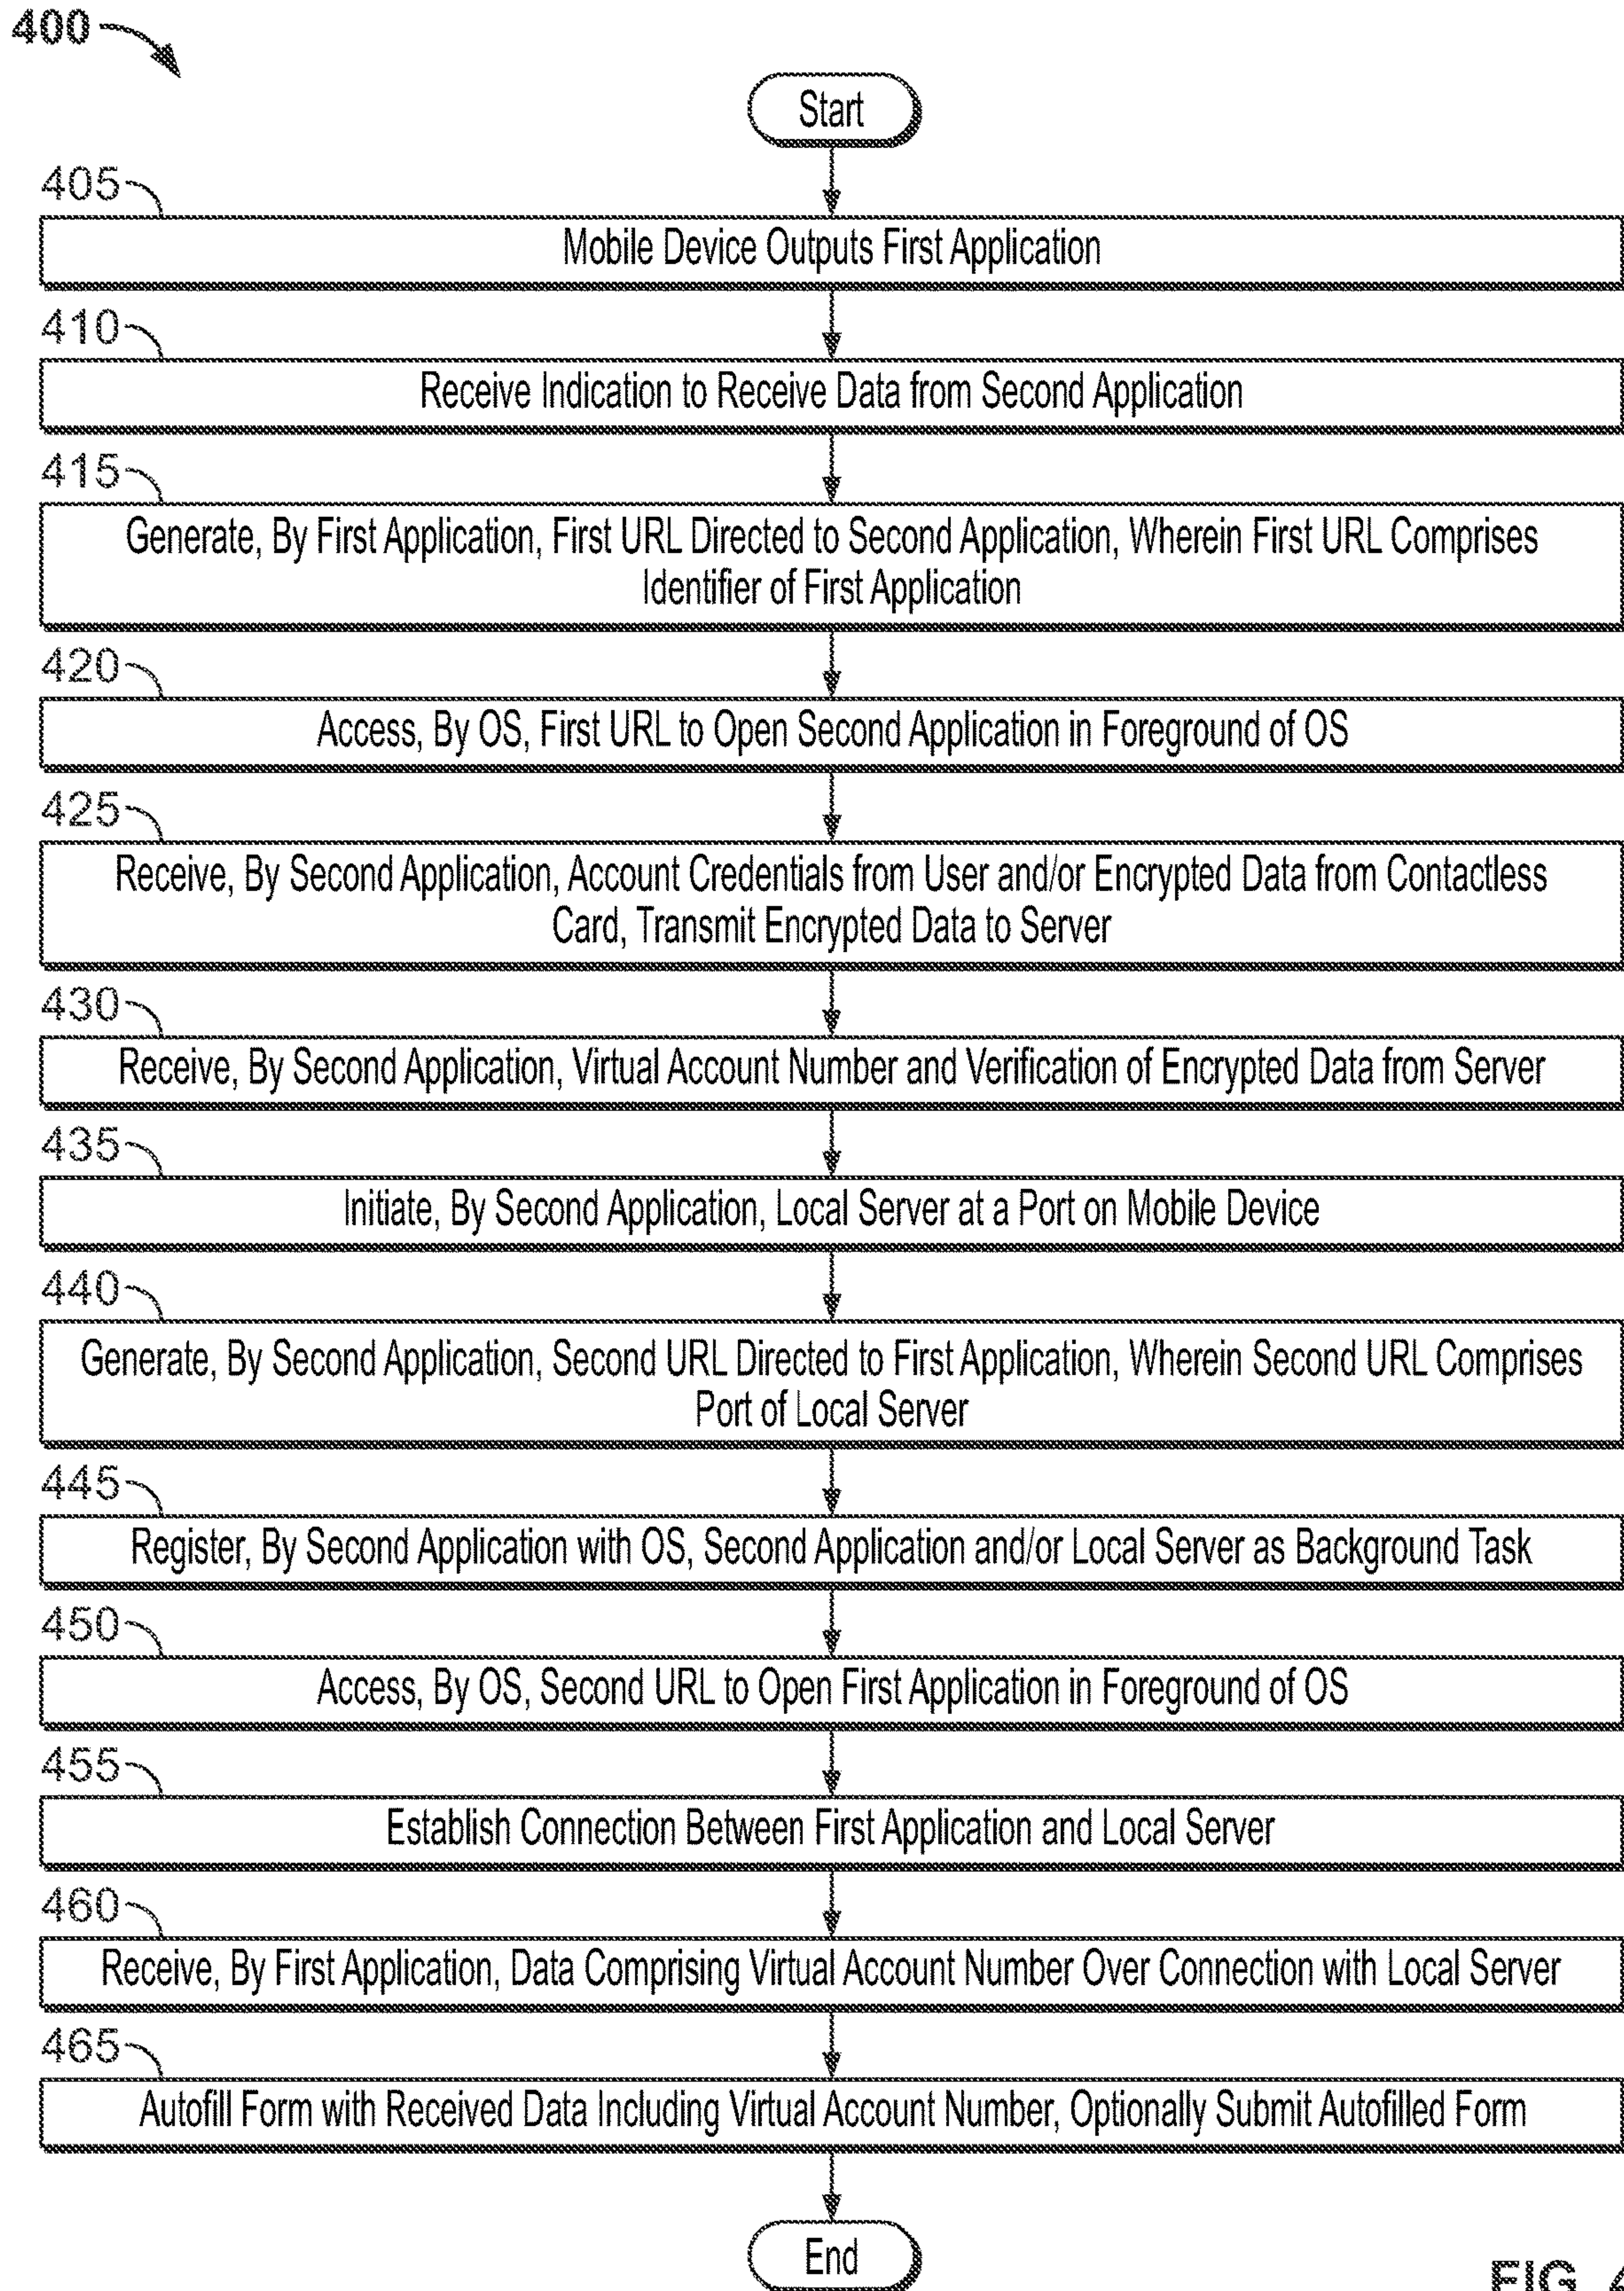 400
Start
405
Mobile Device Outputs First Application
410
Receive Indication to Receive Data from Second Application
415
Generate, By First Application, First URL Directed to Second Application, Wherein First URL Comprises
Identifier of First Application
420
Access, By OS, First URL to Open Second Application in Foreground of OS
425
Receive, By Second Application, Account Credentials from User and/or Encrypted Data from Contactless
Card, Transmit Encrypted Data to Server
430
Receive, By Second Application, Virtual Account Number and Verification of Encrypted Data from Server
435
Initiate, By Second Application, Local Server at a Port on Mobile Device
440
Generate, By Second Application, Second URL Directed to First Application, Wherein Second URL Comprises
Port of Local Server
445
Register, By Second Application with OS, Second Application and/or Local Server as Background Task
450
Access, By OS, Second URL to Open First Application in Foreground of OS
455
Establish Connection Between First Application and Local Server
460
Receive, By First Application, Data Comprising Virtual Account Number Over Connection with Local Server
465
Autofill Form with Received Data Including Virtual Account Number, Optionally Submit Autofilled Form
End
FIG. 4